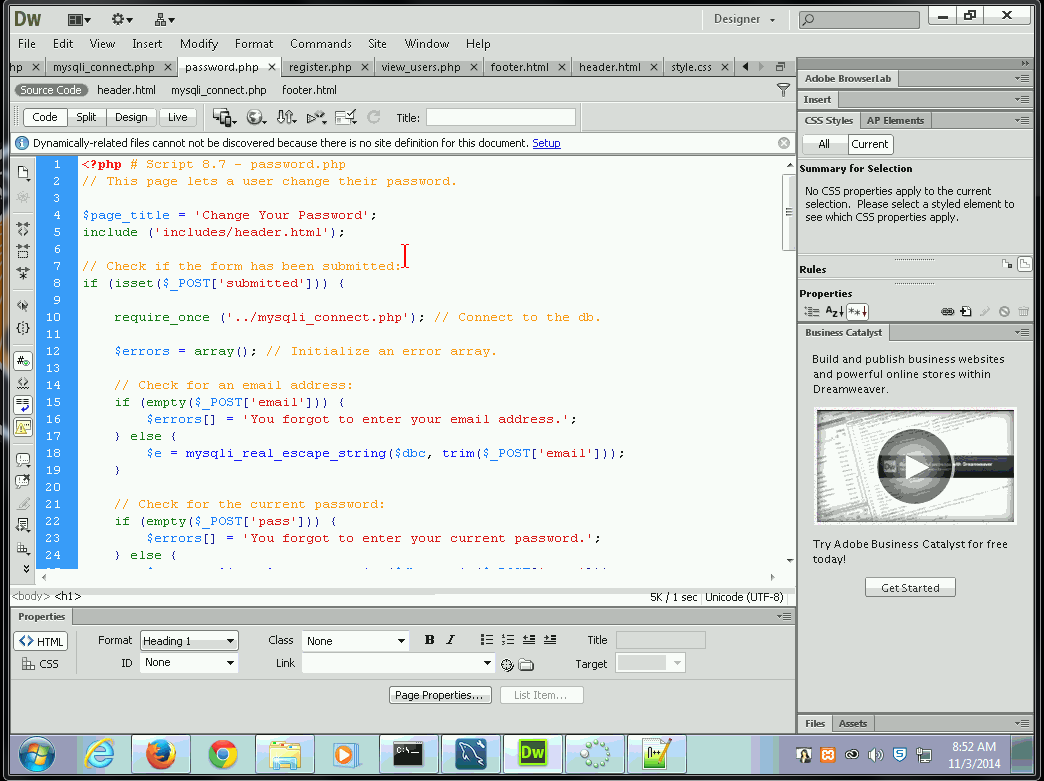 Dw
Designer
File Edit View Insert Modify Format Commands Site Window Help
hp mysqli_connect.php password.php register.php view_users.php footer.html header.html style.css
Source Code header.html mysqli_connect.php footer.html
Code Split Design Live Title:
Dynamically-related files cannot not be discovered because there is no site definition for this document. Setup
1 <?php # Script 8.7 - password.php
2 // This page lets a user change their password.
3
4 $page_title = 'Change Your Password';
5 include ('includes/header.html');
6
7 // Check if the form has been submitted:
8 if (isset($_POST['submitted'])) {
9
10 require_once ('../mysqli_connect.php'); // Connect to the db.
11
12 $errors = array(); // Initialize an error array.
13
14 // Check for an email address:
15 if (empty($_POST['email'])) {
16 $errors[] = 'You forgot to enter your email address.';
17 } else {
18 $e = mysqli_real_escape_string($dbc, trim($_POST['email']));
19 }
20
21 // Check for the current password:
22 if (empty($_POST['pass'])) {
23 $errors[] = 'You forgot to enter your current password.';
24 } else {
<body> <h1> 5K / 1 sec Unicode (UTF-8)
Properties
<> HTML Format Heading 1 Class None B I Title
CSS ID None Link Target
Page Properties... List Item...
Adobe BrowserLab
Insert
CSS Styles AP Elements
All Current
Summary for Selection
No CSS properties apply to the current
selection. Please select a styled element to
see which CSS properties apply.
Rules
Properties
Az
Business Catalyst
Build and publish business websites
and powerful online stores within
Dreamweaver.
Try Adobe Business Catalyst for free
today!
Get Started
Files Assets
C:\_ Dw
8:52 AM
11/3/2014